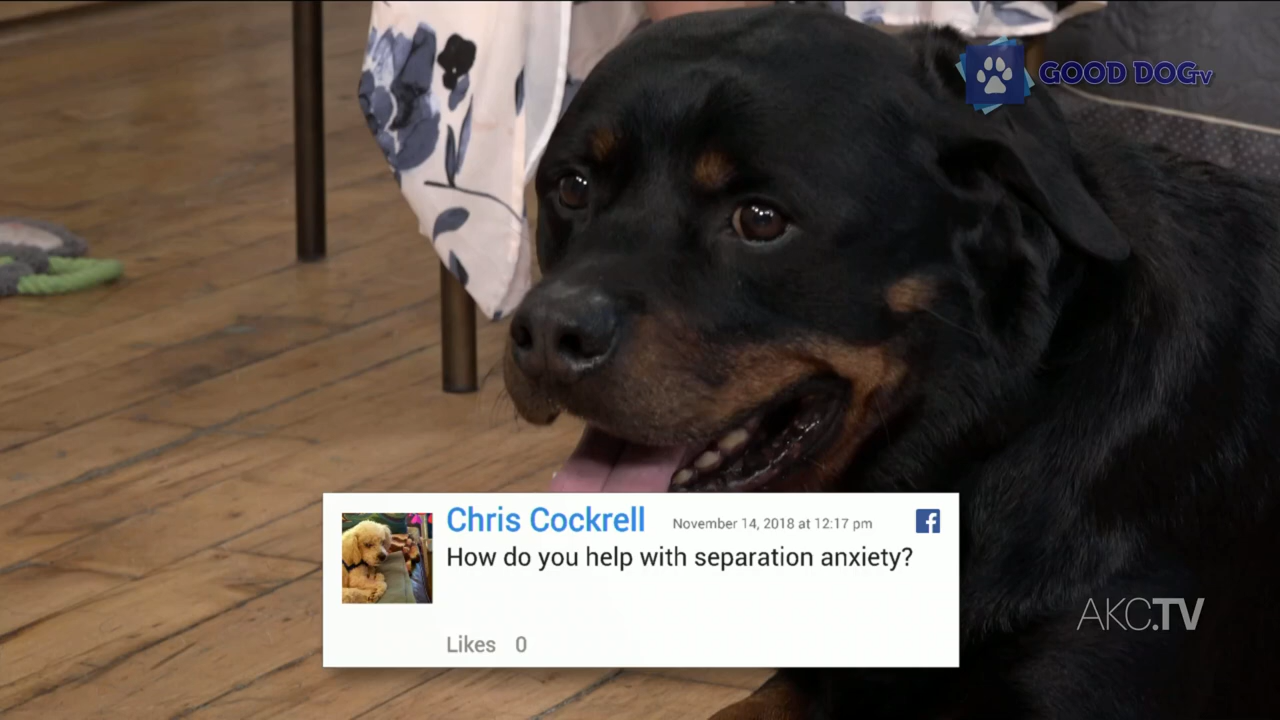 GOOD DOGTV
Chris Cockrell
November 14, 2018 at 12:17 pm
How do you help with separation anxiety?
Likes 0
AKC.TV